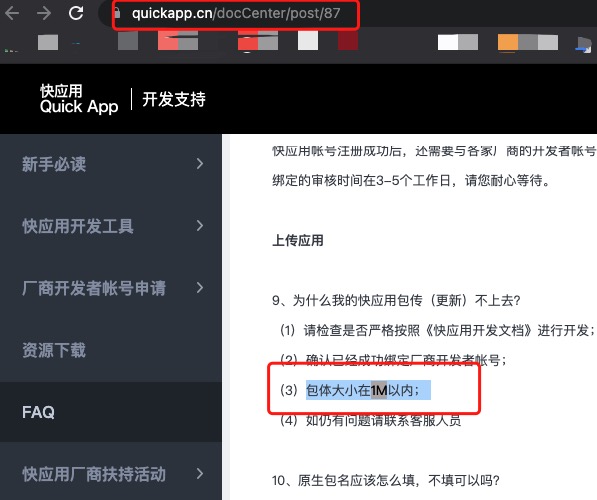 quickapp.cn/docCenter/post/87
快应用
Quick App
开发支持
新手必读
快应用开发工具
厂商开发者帐号申请
资源下载
FAQ
快应用厂商扶持活动
快应用帐号注册成功后，还需要与各家厂商的开发者帐号
绑定的审核时间在3-5个工作日，请您耐心等待。
上传应用
9、为什么我的快应用包传（更新）不上去?
（1）请检查是否严格按照《快应用开发文档》进行开发；
（2）确认已经成功绑定厂商开发者帐号；
（3）包体大小在1M以内；
（4）如仍有问题请联系客服人员
10、原生包名应该怎么填，不填可以吗?